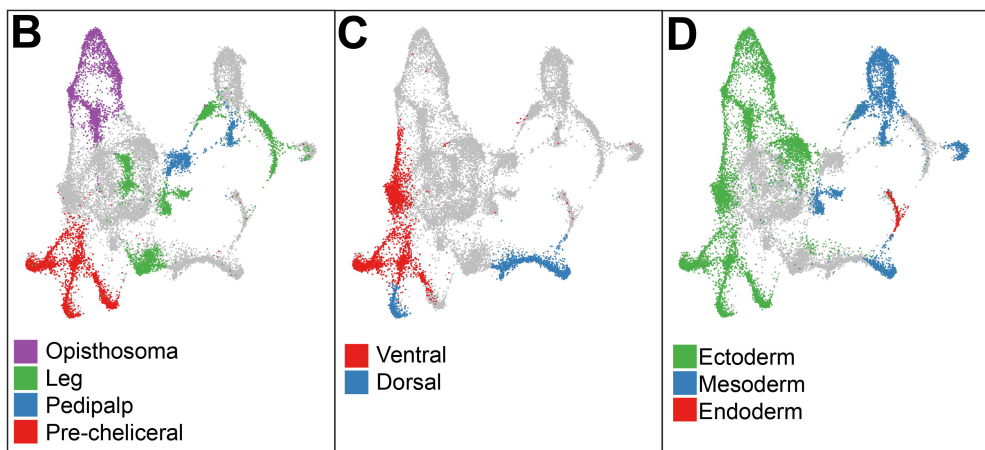 B
Opisthosoma
Leg
Pedipalp
Pre-cheliceral
C
Ventral
Dorsal
D
Ectoderm
Mesoderm
Endoderm